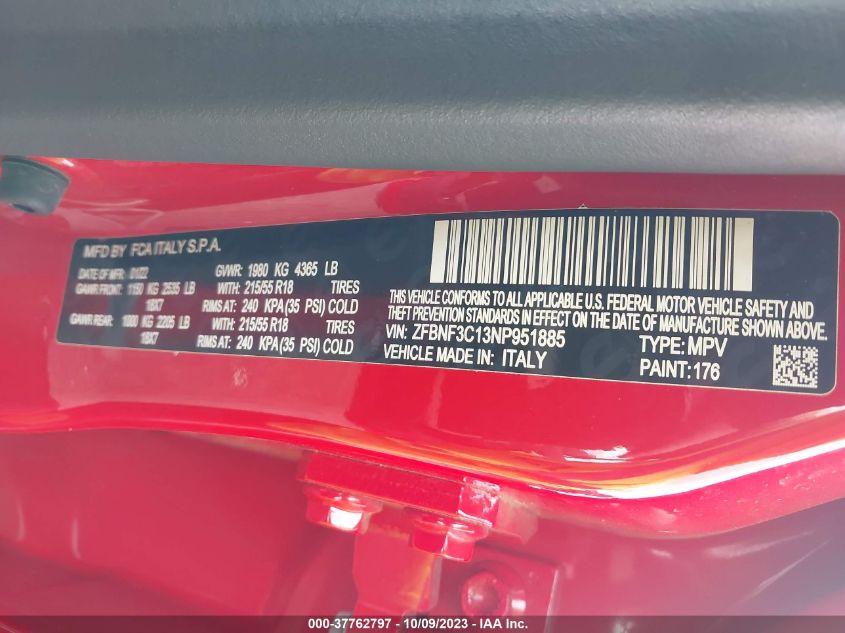 MFD BY FCA ITALY S.P.A.
DATE OF MFR 01/22 GVWR: 1980 KG 4365 LB
GAWR FRONT: 1150 KG 2535 LB WITH: 215/55 R18 TIRES
18X7 RIMS AT: 240 KPA(35 PSI) COLD
GAWR REAR: 1000 KG 2205 LB WITH: 215/55 R18 TIRES
18X7 RIMS AT: 240 KPA(35 PSI) COLD
THIS VEHICLE CONFORMS TO ALL APPLICABLE U.S. FEDERAL MOTOR VEHICLE SAFETY AND
THEFT PREVENTION STANDARDS IN EFFECT ON THE DATE OF MANUFACTURE SHOWN ABOVE.
VIN: ZFBNF3C13NP951885 TYPE: MPV
VEHICLE MADE IN: ITALY PAINT: 176
000-37762797 - 10/09/2023 - IAA Inc.